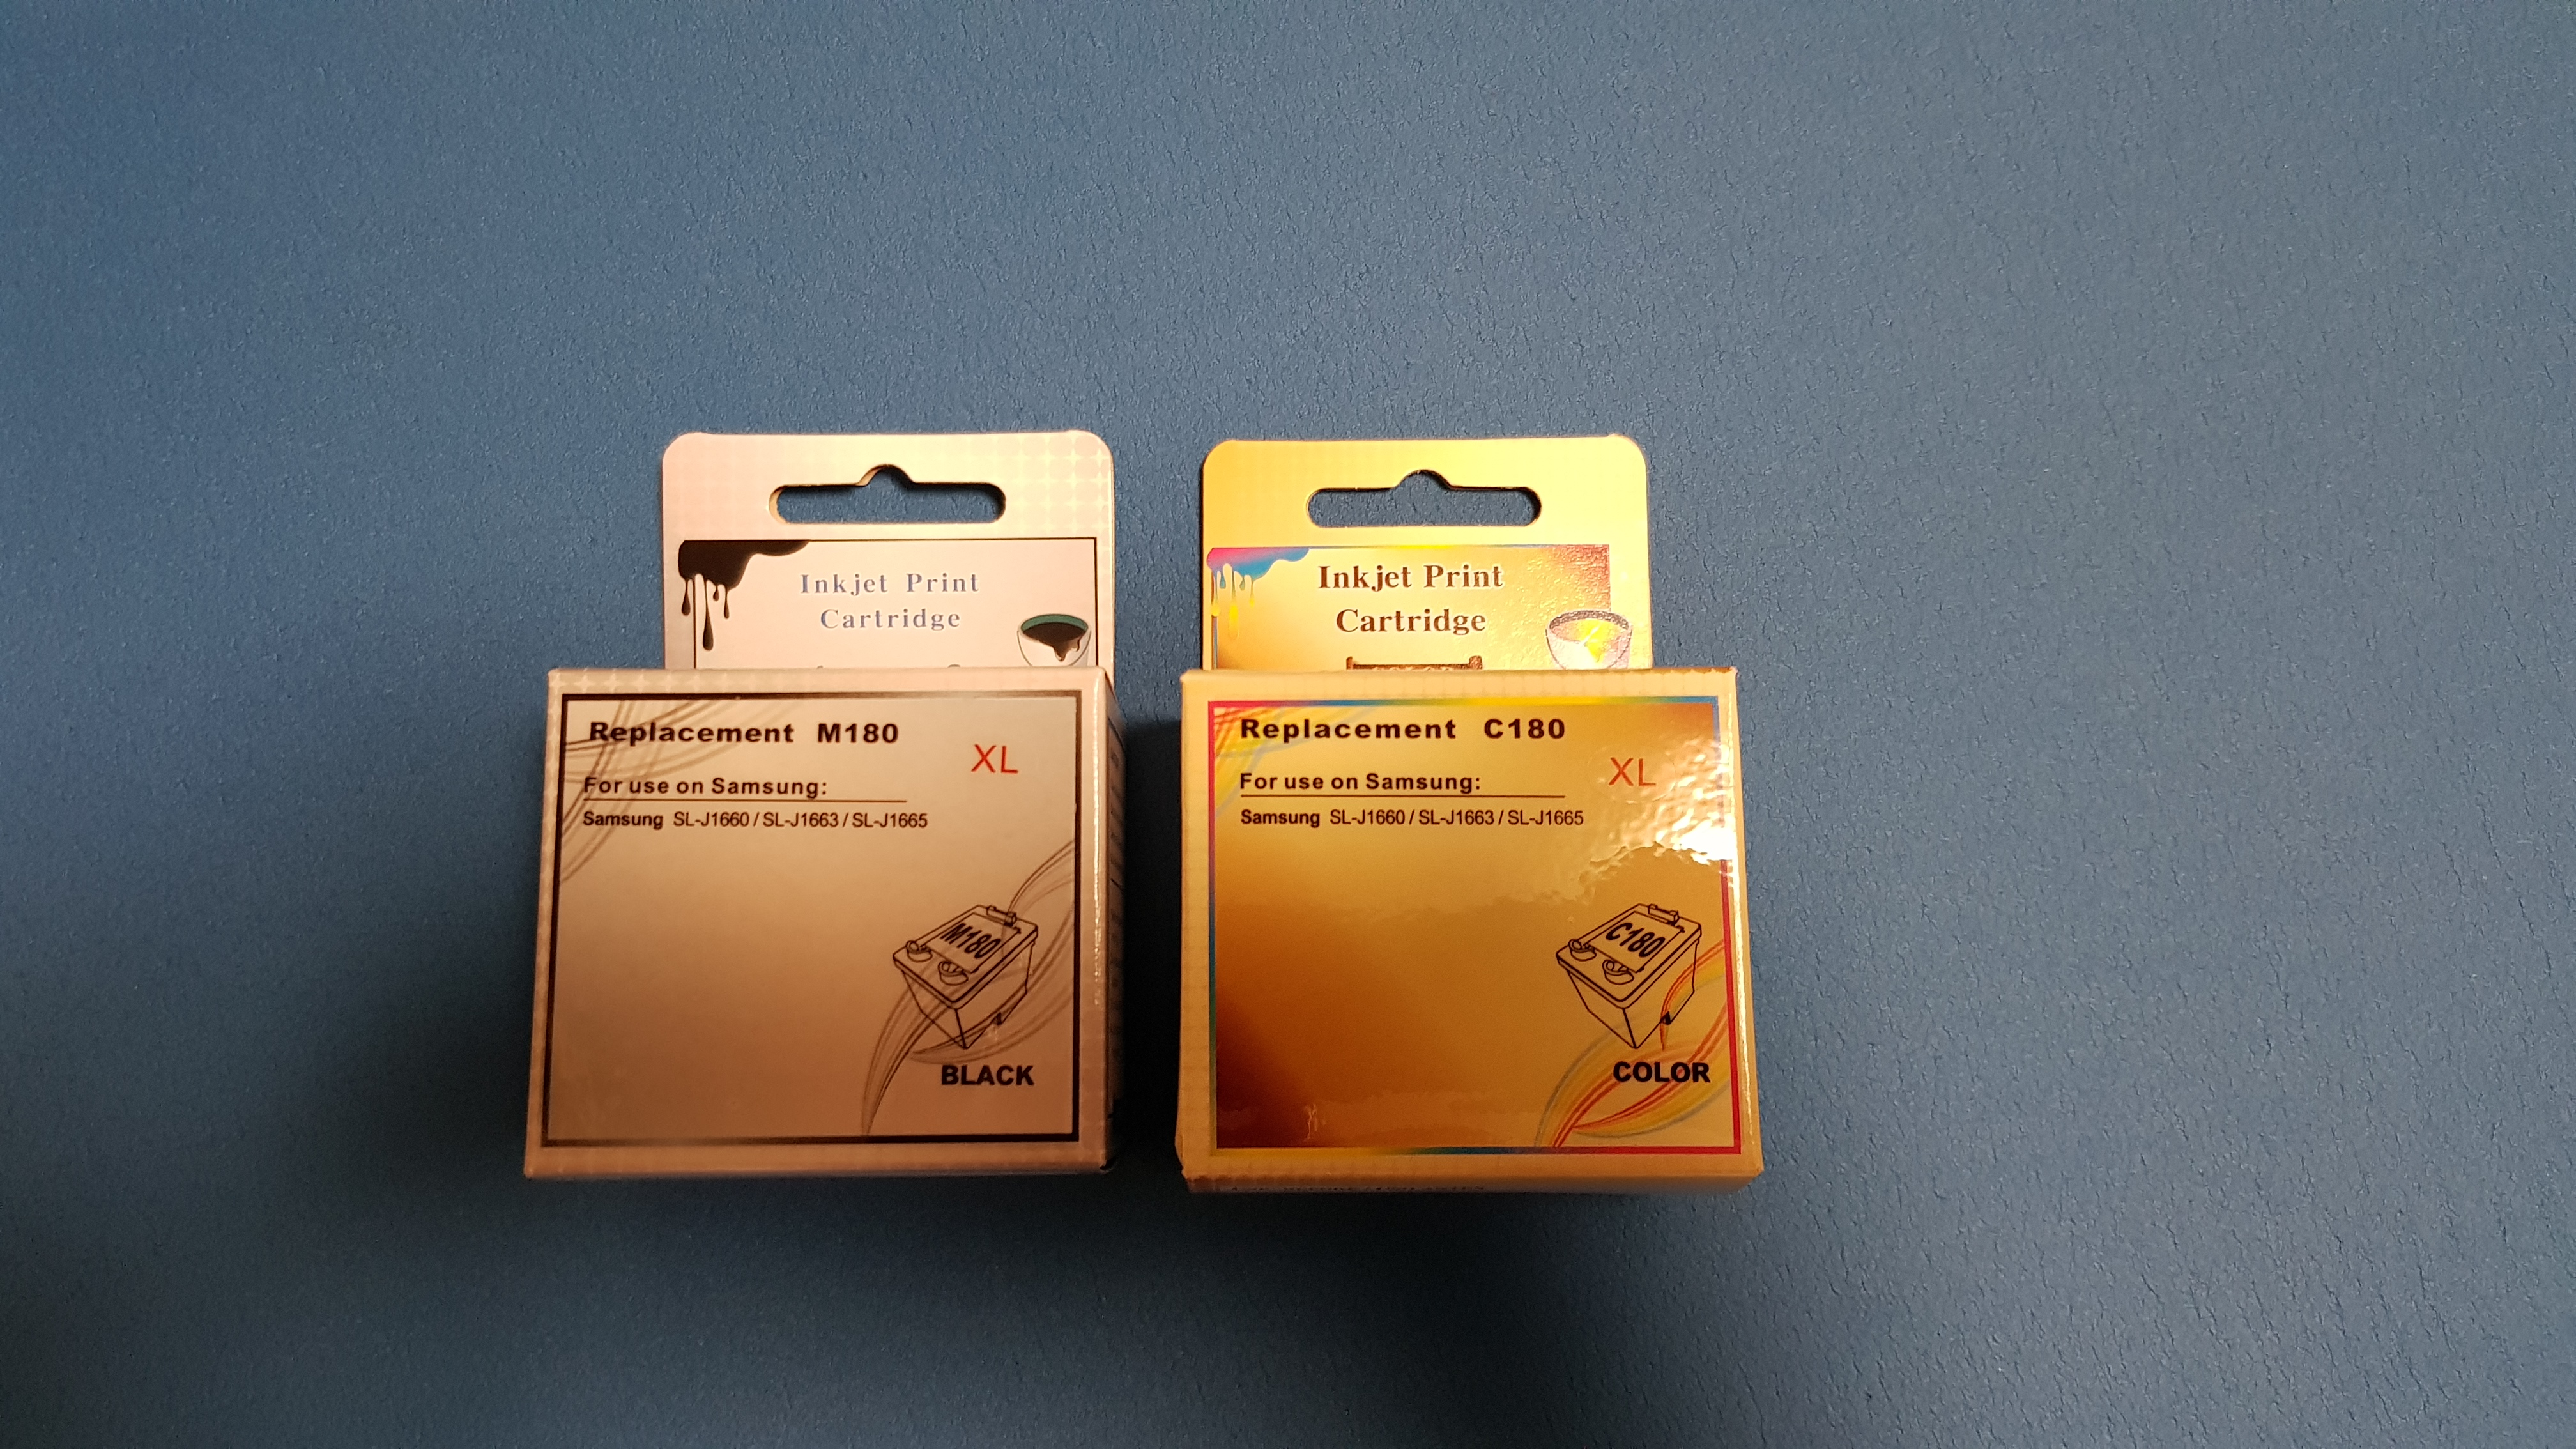 Inkjet Print
Cartridge
Replacement M180
XL
For use on Samsung:
Samsung SL-J1660 / SL-J1663 / SL-J1665
M180
BLACK
Inkjet Print
Cartridge
Replacement C180
XL
For use on Samsung:
Samsung SL-J1660 / SL-J1663 / SL-J1665
C180
COLOR